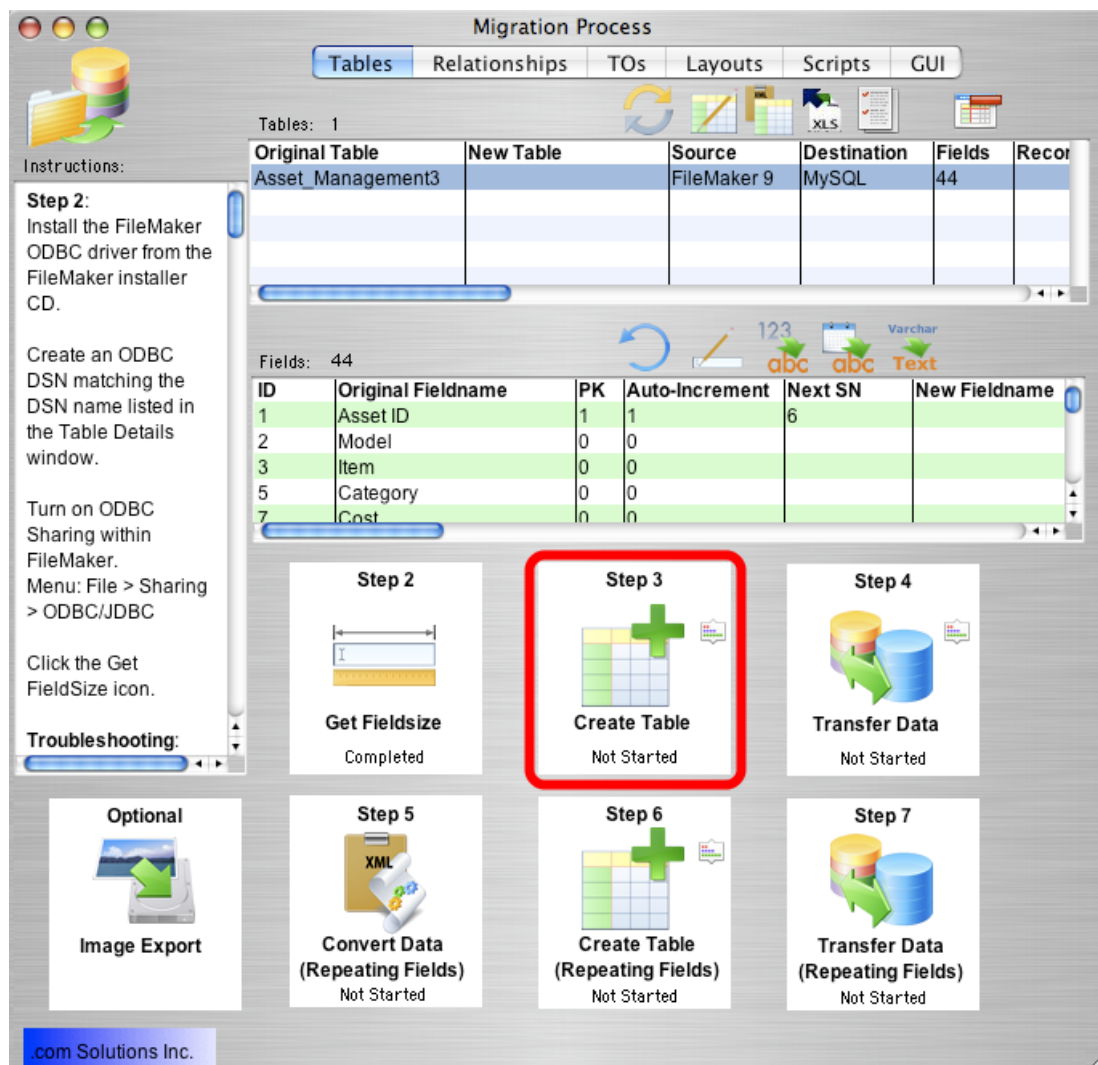 Migration Process
Tables Relationships TOs Layouts Scripts GUI
Tables: 1
XML
XLS
Original Table New Table Source Destination Fields Recor
Asset_Management3 FileMaker 9 MySQL 44
Instructions:
Step 2:
Install the FileMaker
ODBC driver from the
FileMaker installer
CD.
Create an ODBC
DSN matching the
DSN name listed in
the Table Details
window.
Turn on ODBC
Sharing within
FileMaker.
Menu: File > Sharing
> ODBC/JDBC
Click the Get
FieldSize icon.
Troubleshooting:
Fields: 44
123
abc
abc
Varchar
Text
ID Original Fieldname PK Auto-Increment Next SN New Fieldname
1 Asset ID 1 1 6
2 Model 0 0
3 Item 0 0
5 Category 0 0
7 Cost 0 0
Step 2
Get Fieldsize
Completed
Step 3
Create Table
Not Started
Step 4
Transfer Data
Not Started
Optional
Image Export
Step 5
XML
Convert Data
(Repeating Fields)
Not Started
Step 6
Create Table
(Repeating Fields)
Not Started
Step 7
Transfer Data
(Repeating Fields)
Not Started
.com Solutions Inc.